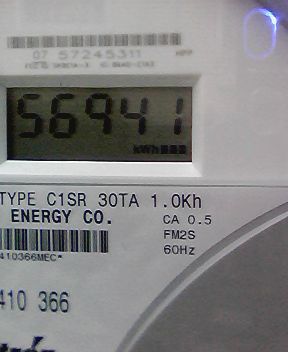 07 57245311
56941
kWh
TYPE C1SR 30TA 1.0Kh
ENERGY CO.
CA 0.5
FM2S
60Hz
410366MEC*
410 366